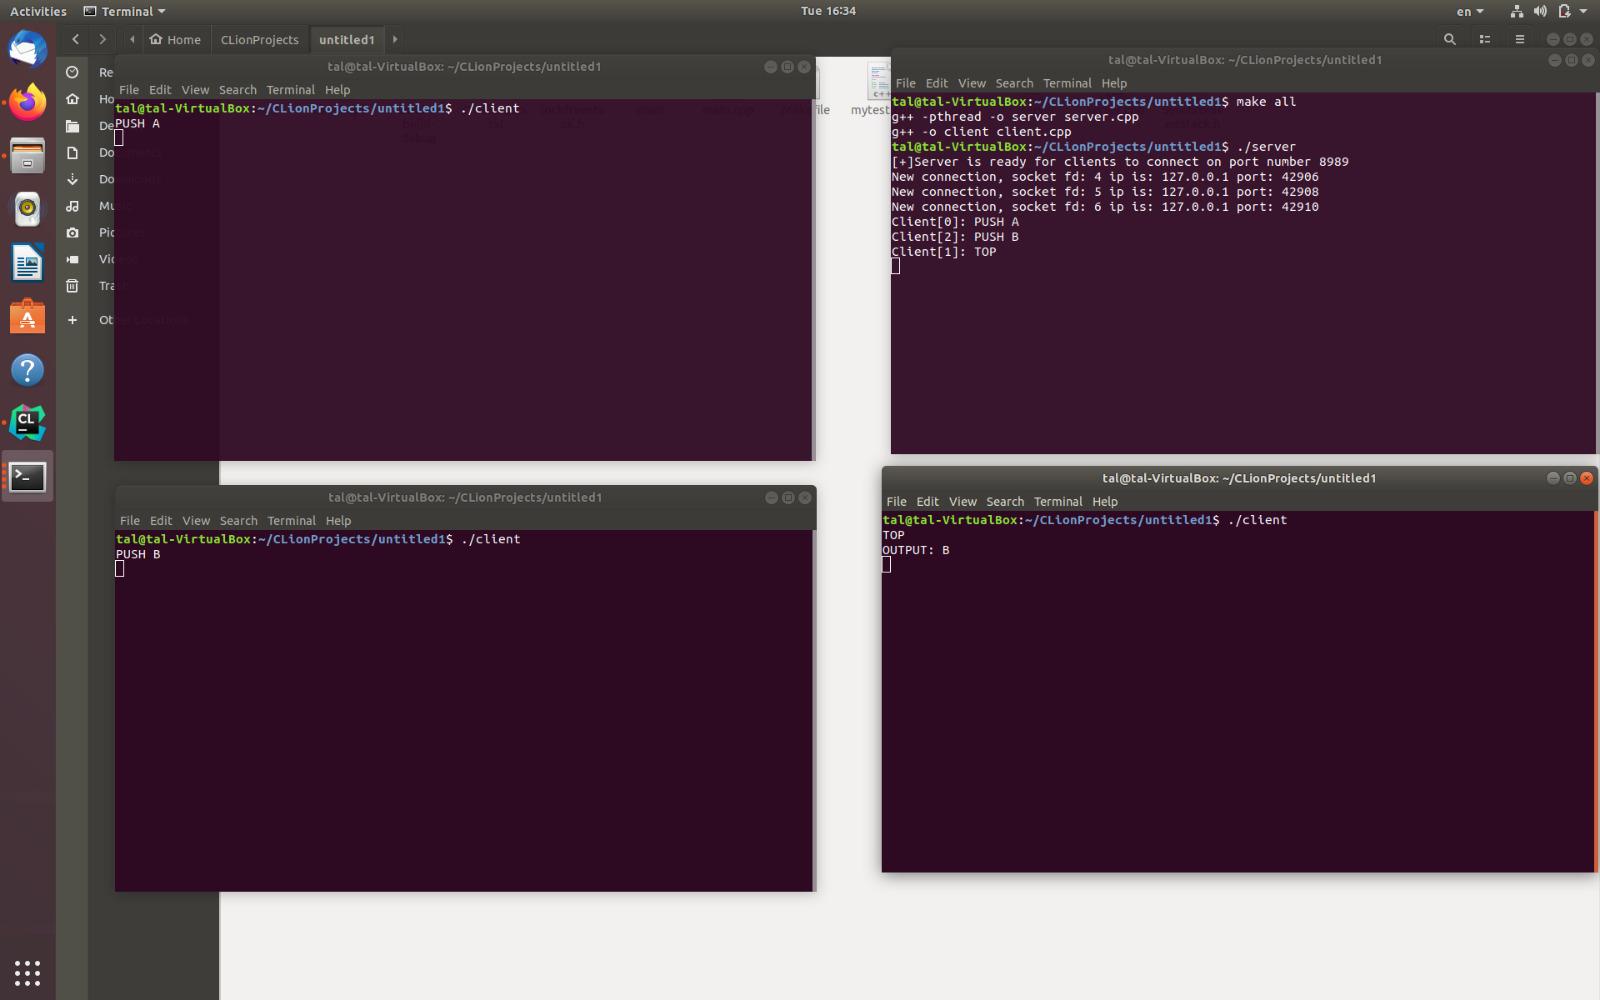 Activities Terminal Tue 16:34 en
Home CLionProjects untitled1
tal@tal-VirtualBox: ~/CLionProjects/untitled1
File Edit View Search Terminal Help
tal@tal-VirtualBox:~/CLionProjects/untitled1$ ./client
PUSH A
tal@tal-VirtualBox: ~/CLionProjects/untitled1
File Edit View Search Terminal Help
tal@tal-VirtualBox:~/CLionProjects/untitled1$ make all
g++ -pthread -o server server.cpp
g++ -o client client.cpp
tal@tal-VirtualBox:~/CLionProjects/untitled1$ ./server
[+]Server is ready for clients to connect on port number 8989
New connection, socket fd: 4 ip is: 127.0.0.1 port: 42906
New connection, socket fd: 5 ip is: 127.0.0.1 port: 42908
New connection, socket fd: 6 ip is: 127.0.0.1 port: 42910
Client[0]: PUSH A
Client[2]: PUSH B
Client[1]: TOP
tal@tal-VirtualBox: ~/CLionProjects/untitled1
File Edit View Search Terminal Help
tal@tal-VirtualBox:~/CLionProjects/untitled1$ ./client
PUSH B
tal@tal-VirtualBox: ~/CLionProjects/untitled1
File Edit View Search Terminal Help
tal@tal-VirtualBox:~/CLionProjects/untitled1$ ./client
TOP
OUTPUT: B